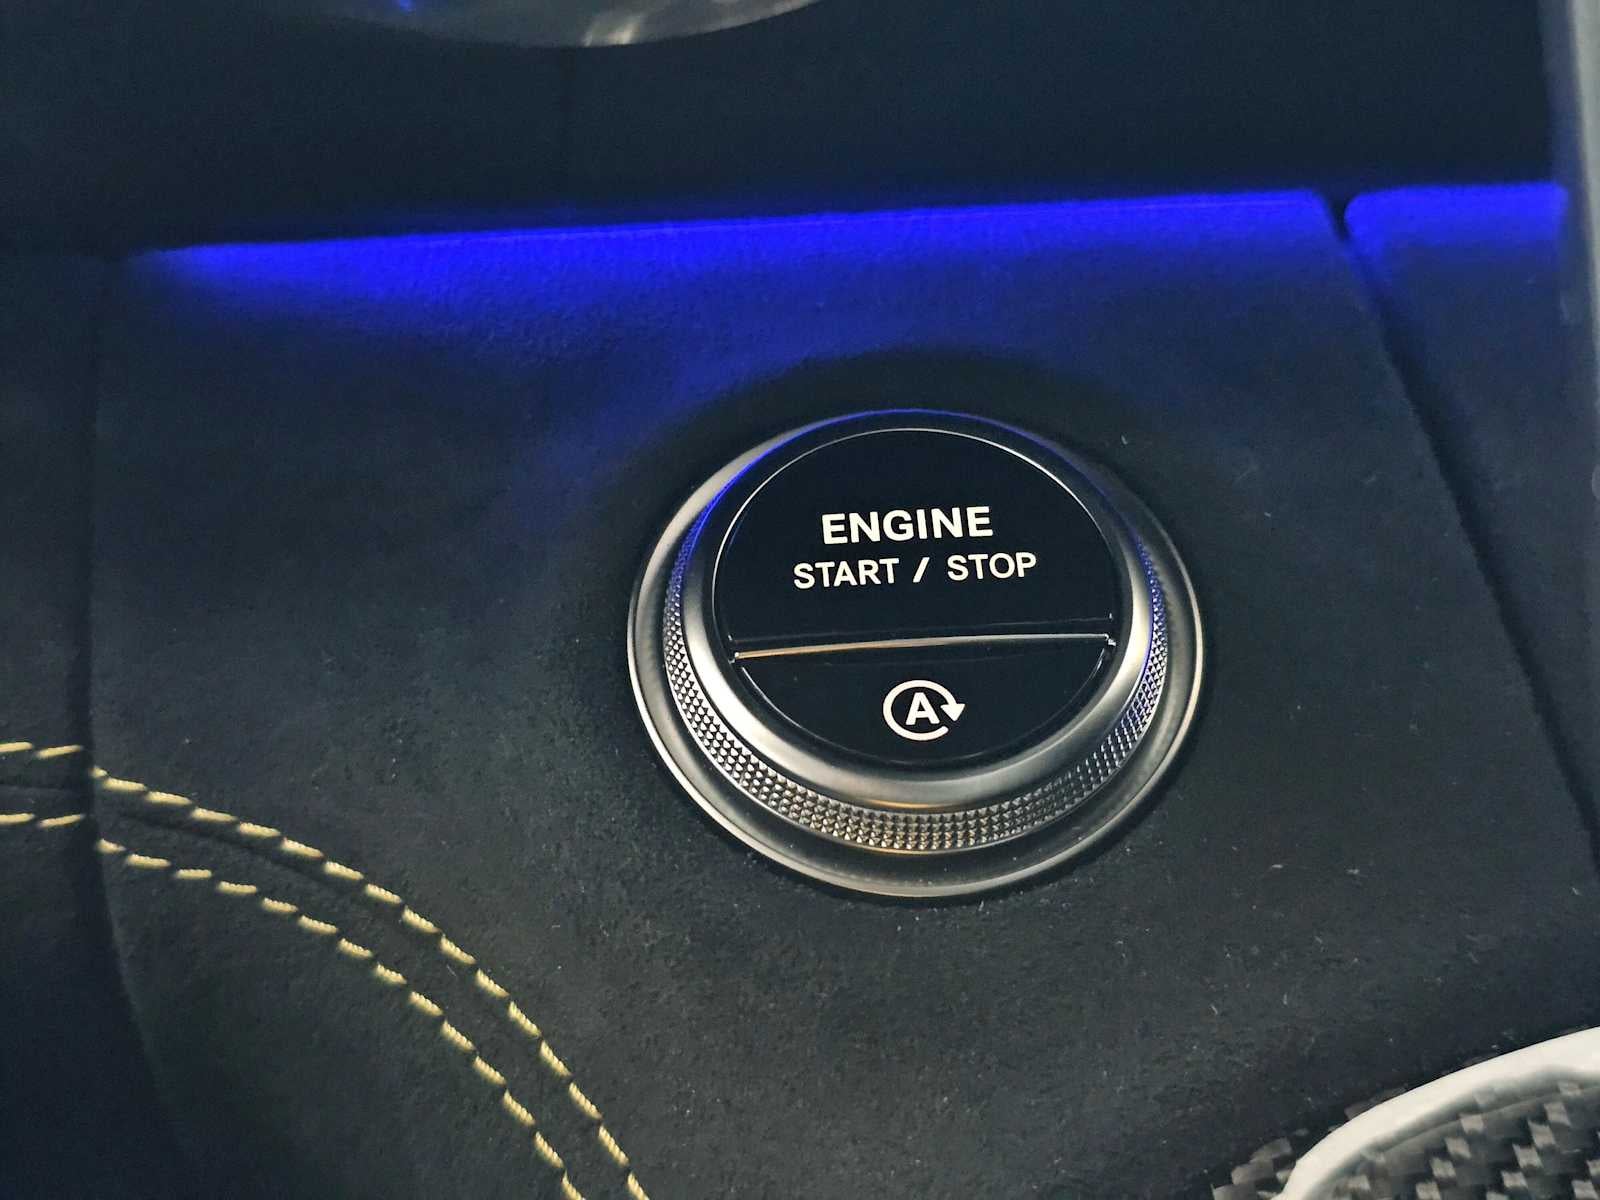 ENGINE
START / STOP
A